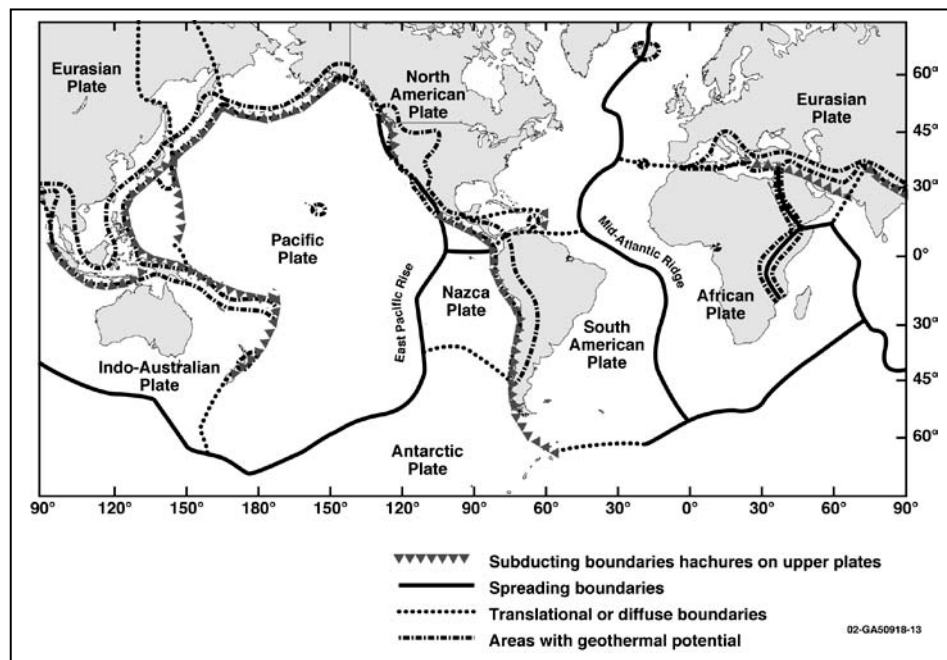 Eurasian
Plate
North
American
Plate
Eurasian
Plate
60°
45°
30°
0°
30°
45°
60°
Pacific
Plate
East Pacific Rise
Nazca
Plate
Mid-Atlantic Ridge
African
Plate
South
American
Plate
Indo-Australian
Plate
Antarctic
Plate
90° 120° 150° 180° 150° 120° 90° 60° 30° 0° 30° 60° 90°
Subducting boundaries hachures on upper plates
Spreading boundaries
Translational or diffuse boundaries
Areas with geothermal potential
02-GA50918-13